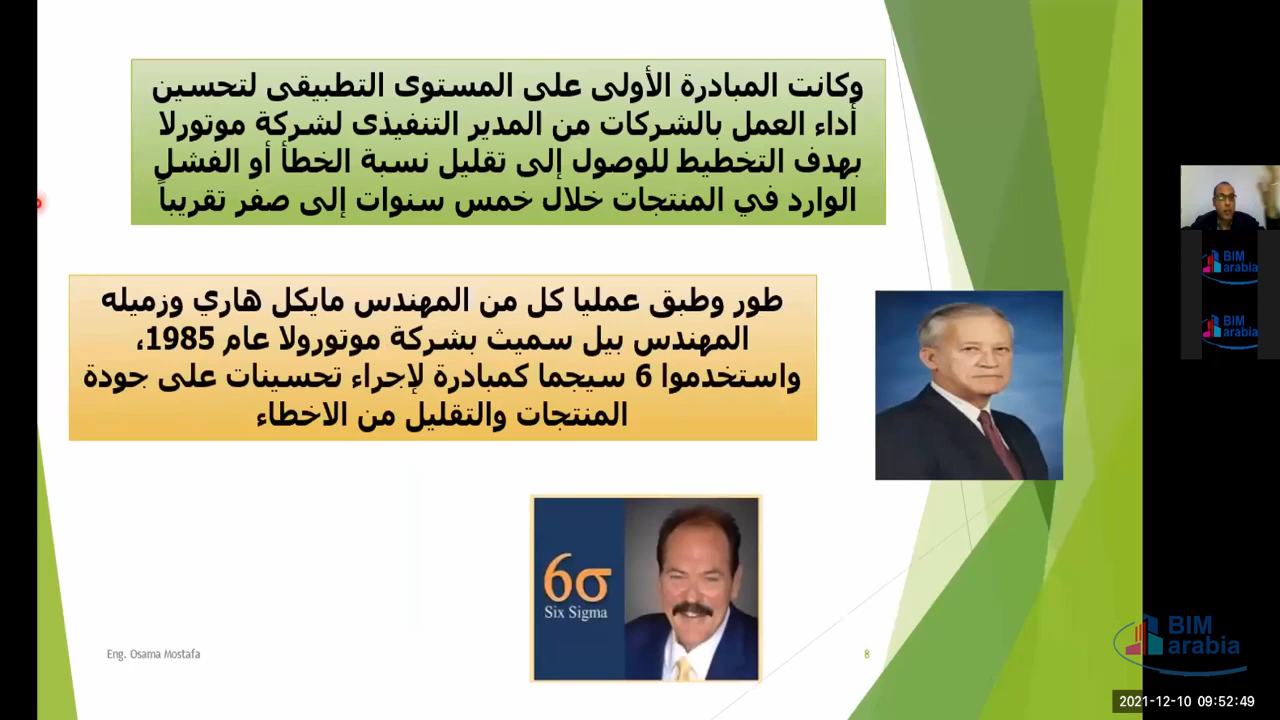 وكانت المبادرة الأولى على المستوى التطبيقى لتحسين
أداء العمل بالشركات من المدير التنفيذى لشركة موتورلا
بهدف التخطيط للوصول إلى تقليل نسبة الخطأ أو الفشل
الوارد في المنتجات خلال خمس سنوات إلى صفر تقريباً
طور وطبق عمليا كل من المهندس مايكل هاري وزميله
المهندس بيل سميث بشركة موتورولا عام 1985،
واستخدموا 6 سيجما كمبادرة لإجراء تحسينات على جودة
المنتجات والتقليل من الاخطاء
6σ
Six Sigma
Eng. Osama Mostafa
8
BIM
arabia
BIM
arabia
BIM
arabia
2021-12-10 09:52:49